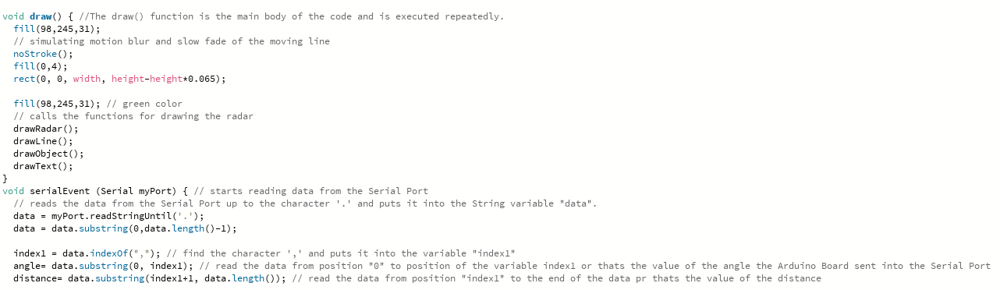 void draw() { //The draw() function is the main body of the code and is executed repeatedly.
  fill(98,245,31);
  // simulating motion blur and slow fade of the moving line
  noStroke();
  fill(0,4);
  rect(0, 0, width, height-height*0.065);

  fill(98,245,31); // green color
  // calls the functions for drawing the radar
  drawRadar();
  drawLine();
  drawObject();
  drawText();
}
void serialEvent (Serial myPort) { // starts reading data from the Serial Port
  // reads the data from the Serial Port up to the character '.' and puts it into the String variable "data".
  data = myPort.readStringUntil('.');
  data = data.substring(0,data.length()-1);

  index1 = data.indexOf(","); // find the character ',' and puts it into the variable "index1"
  angle= data.substring(0, index1); // read the data from position "0" to position of the variable index1 or thats the value of the angle the Arduino Board sent into the Serial Port
  distance= data.substring(index1+1, data.length()); // read the data from position "index1" to the end of the data pr thats the value of the distance